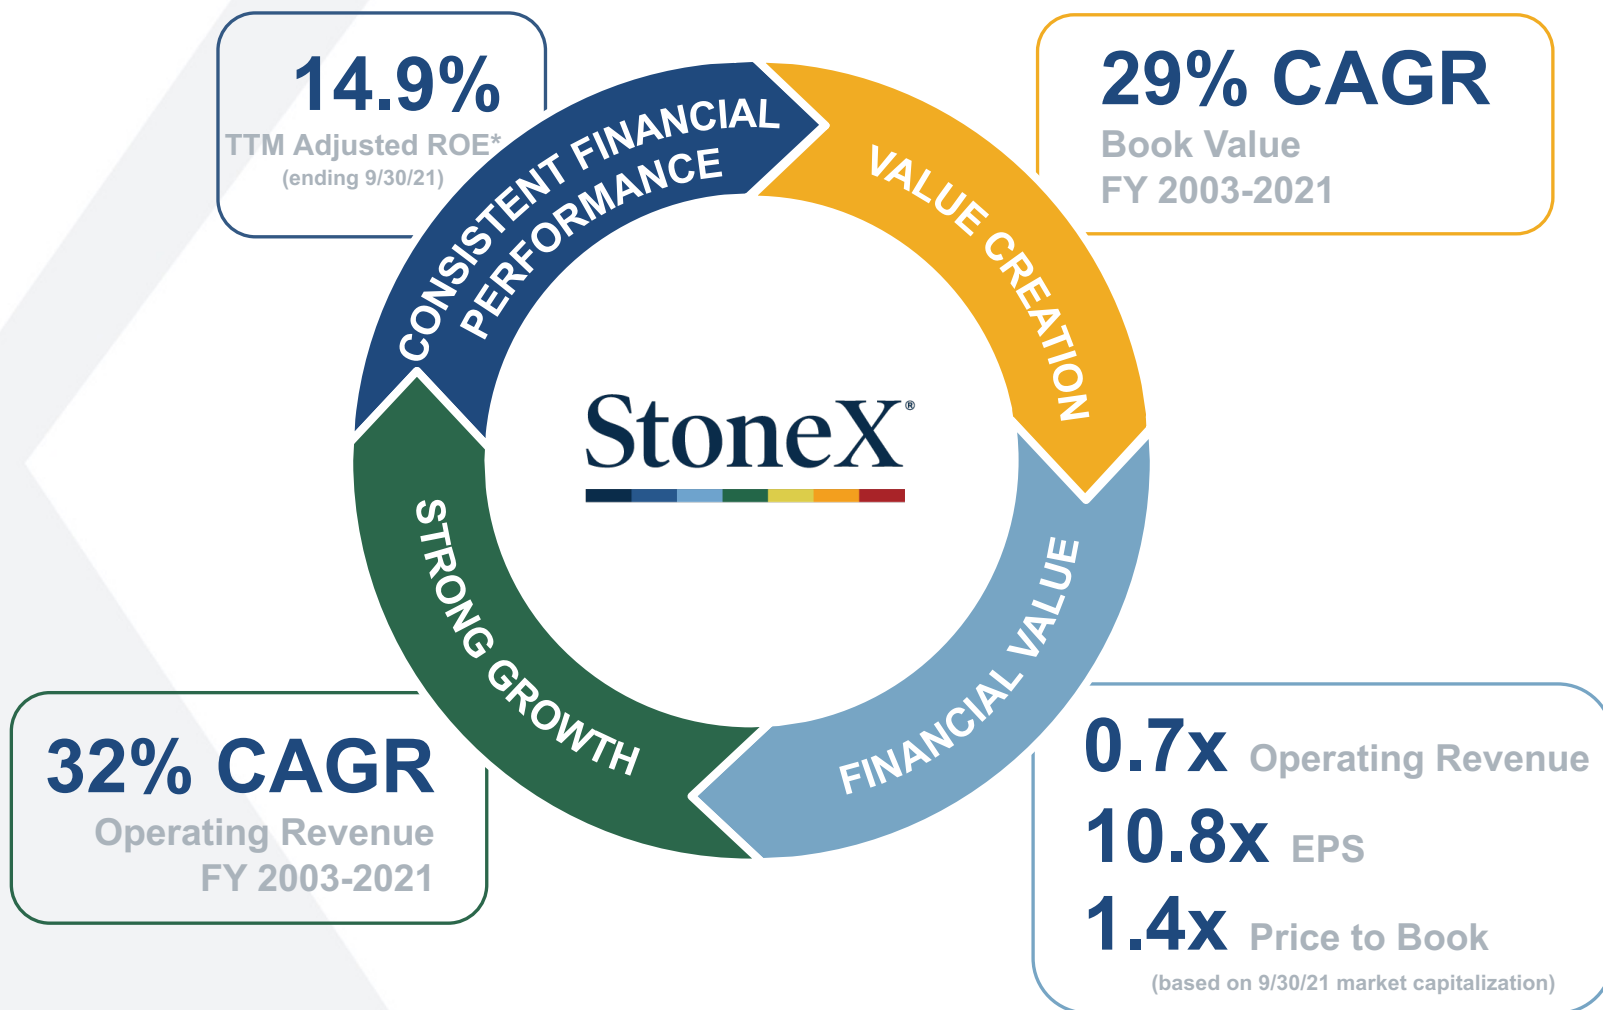 14.9%
TTM Adjusted ROE*
(ending 9/30/21)
CONSISTENT FINANCIAL
PERFORMANCE
29% CAGR
Book Value
FY 2003-2021
VALUE CREATION
StoneX®
STRONG GROWTH
32% CAGR
Operating Revenue
FY 2003-2021
FINANCIAL VALUE
0.7x Operating Revenue
10.8x EPS
1.4x Price to Book
(based on 9/30/21 market capitalization)